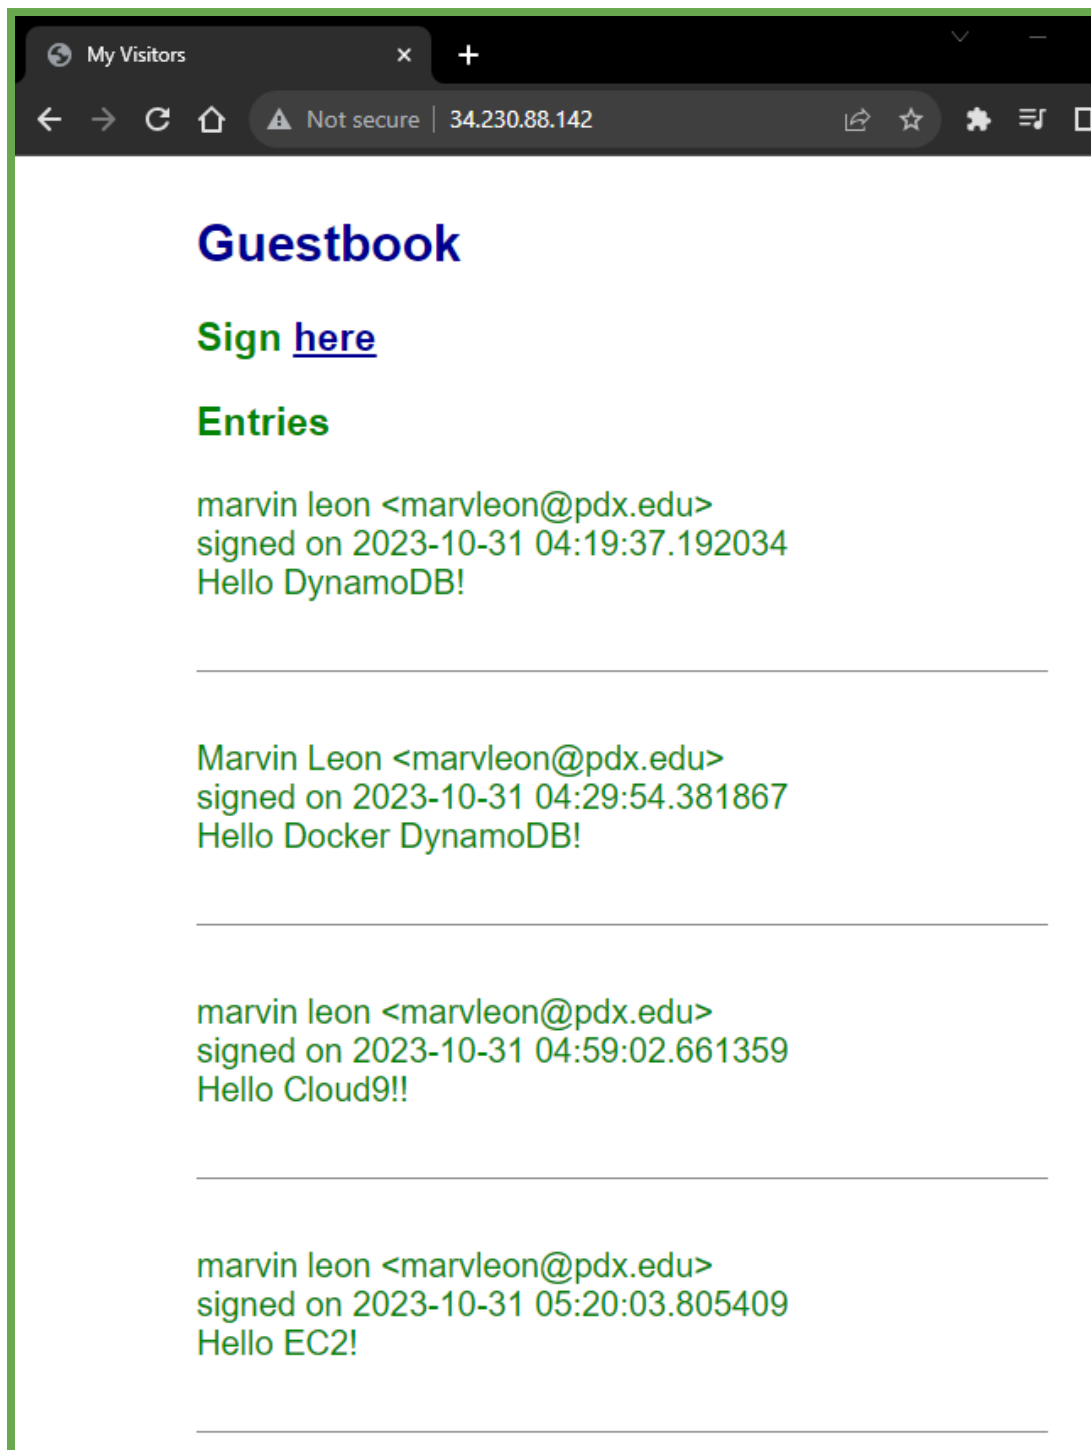 My Visitors
Not secure 34.230.88.142
Guestbook
Sign here
Entries
marvin leon <marvleon@pdx.edu>
signed on 2023-10-31 04:19:37.192034
Hello DynamoDB!
Marvin Leon <marvleon@pdx.edu>
signed on 2023-10-31 04:29:54.381867
Hello Docker DynamoDB!
marvin leon <marvleon@pdx.edu>
signed on 2023-10-31 04:59:02.661359
Hello Cloud9!!
marvin leon <marvleon@pdx.edu>
signed on 2023-10-31 05:20:03.805409
Hello EC2!